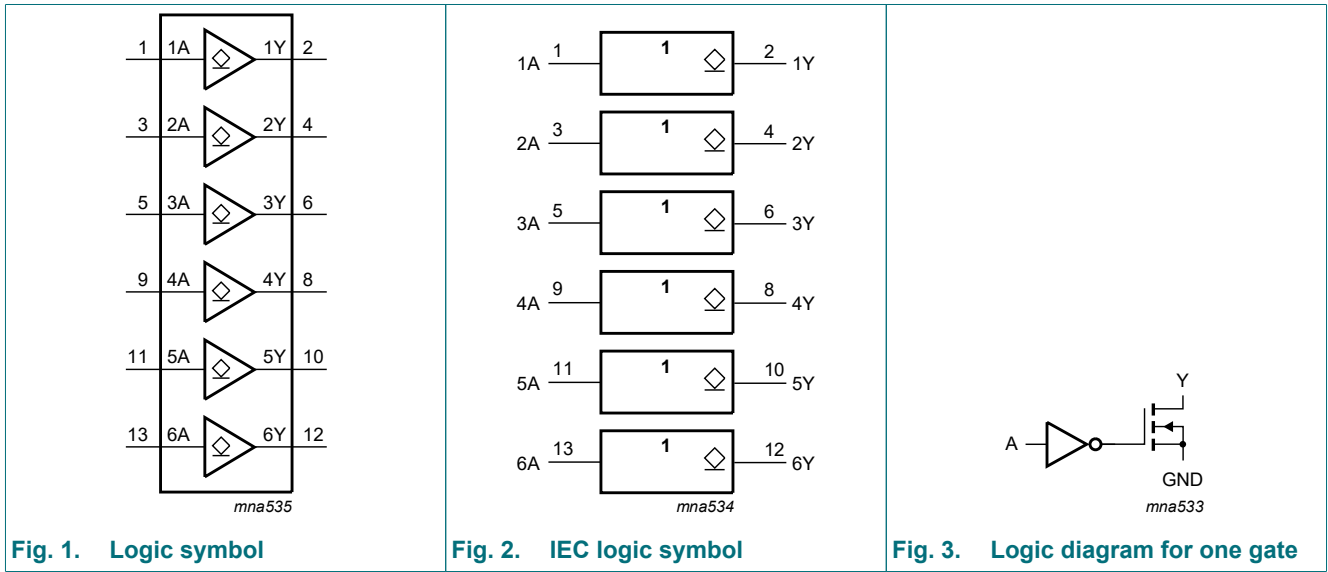 1 1A 1Y 2
3 2A 2Y 4
5 3A 3Y 6
9 4A 4Y 8
11 5A 5Y 10
13 6A 6Y 12
mna535
Fig. 1. Logic symbol
1A 1 1 2 1Y
2A 3 1 4 2Y
3A 5 1 6 3Y
4A 9 1 8 4Y
5A 11 1 10 5Y
6A 13 1 12 6Y
mna534
Fig. 2. IEC logic symbol
Y
A
GND
mna533
Fig. 3. Logic diagram for one gate